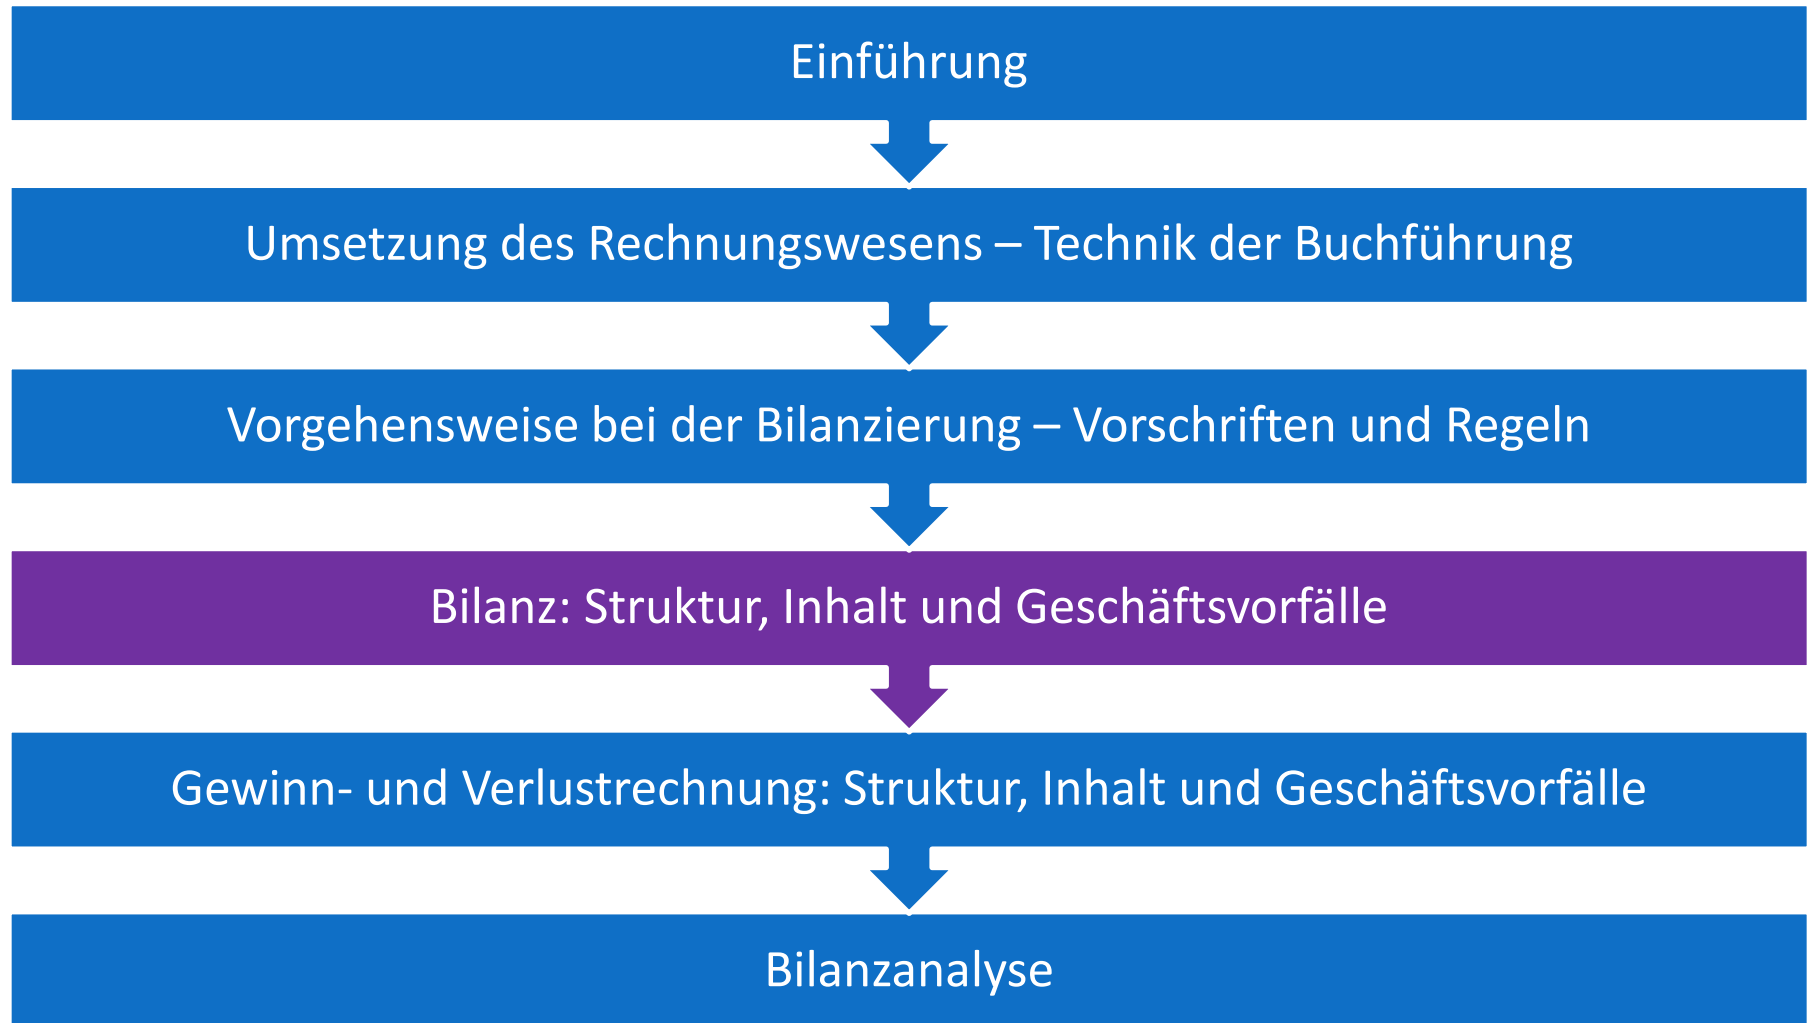 Einführung
Umsetzung des Rechnungswesens – Technik der Buchführung
Vorgehensweise bei der Bilanzierung – Vorschriften und Regeln
Bilanz: Struktur, Inhalt und Geschäftsvorfälle
Gewinn- und Verlustrechnung: Struktur, Inhalt und Geschäftsvorfälle
Bilanzanalyse